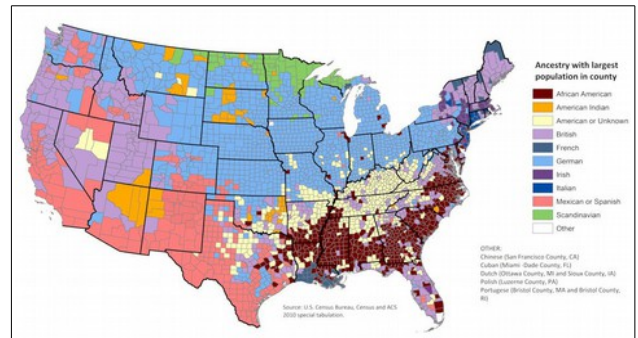 Ancestry with largest
population in county
African American
American Indian
American or Unknown
British
French
German
Irish
Italian
Mexican or Spanish
Scandinavian
Other
OTHER:
Chinese (San Francisco County, CA)
Cuban (Miami -Dade County, FL)
Dutch (Ottawa County, MI and Sioux County, IA)
Polish (Luzerne County, PA)
Portugese (Bristol County, MA and Bristol County,
RI)
Source: U.S. Census Bureau, Census and ACS
2010 special tabulation.